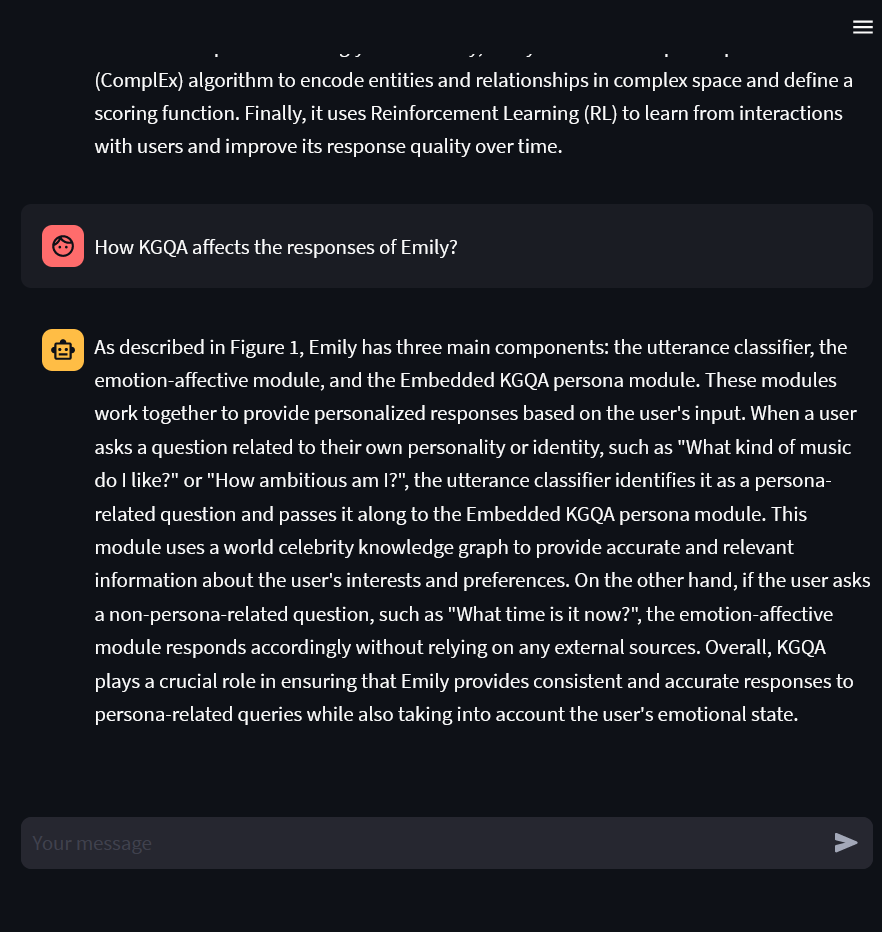 (ComplEx) algorithm to encode entities and relationships in complex space and define a
scoring function. Finally, it uses Reinforcement Learning (RL) to learn from interactions
with users and improve its response quality over time.
How KGQA affects the responses of Emily?
As described in Figure 1, Emily has three main components: the utterance classifier, the
emotion-affective module, and the Embedded KGQA persona module. These modules
work together to provide personalized responses based on the user's input. When a user
asks a question related to their own personality or identity, such as "What kind of music
do I like?" or "How ambitious am I?", the utterance classifier identifies it as a persona-
related question and passes it along to the Embedded KGQA persona module. This
module uses a world celebrity knowledge graph to provide accurate and relevant
information about the user's interests and preferences. On the other hand, if the user asks
a non-persona-related question, such as "What time is it now?", the emotion-affective
module responds accordingly without relying on any external sources. Overall, KGQA
plays a crucial role in ensuring that Emily provides consistent and accurate responses to
persona-related queries while also taking into account the user's emotional state.
Your message